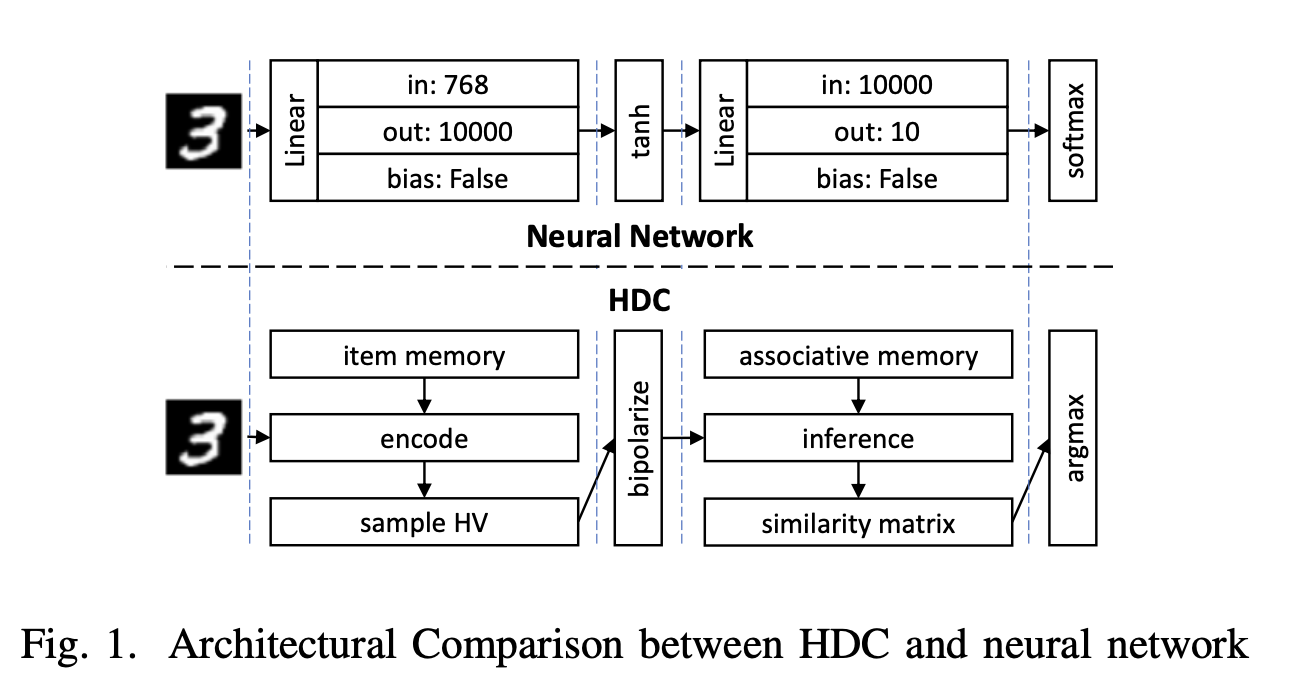 3
Linear
in: 768
out: 10000
bias: False
tanh
Linear
in: 10000
out: 10
bias: False
softmax
Neural Network
HDC
3
item memory
encode
sample HV
bipolarize
associative memory
inference
similarity matrix
argmax
Fig. 1. Architectural Comparison between HDC and neural network